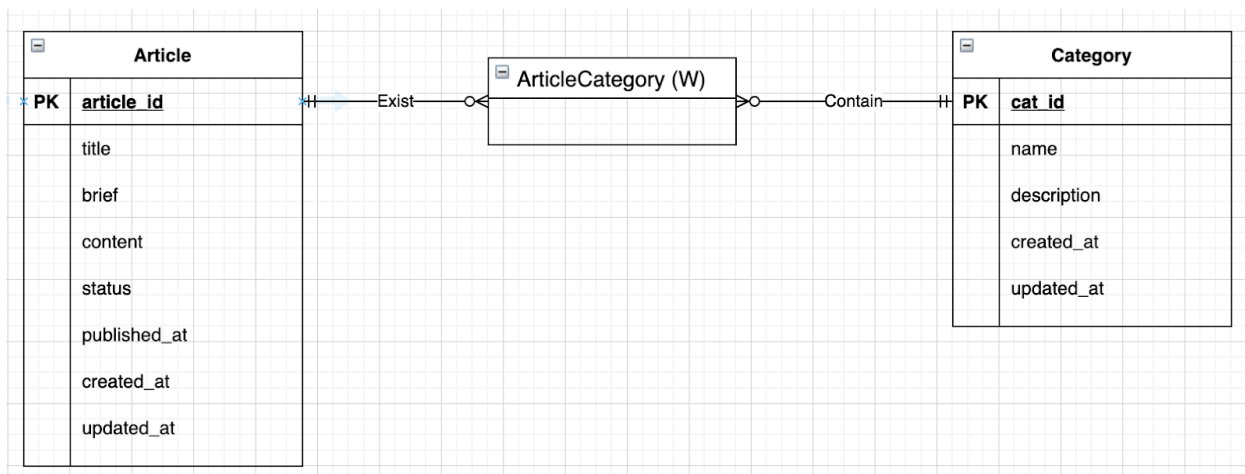 Article
PK article_id
title
brief
content
status
published_at
created_at
updated_at
Exist
ArticleCategory (W)
Contain
Category
PK cat_id
name
description
created_at
updated_at